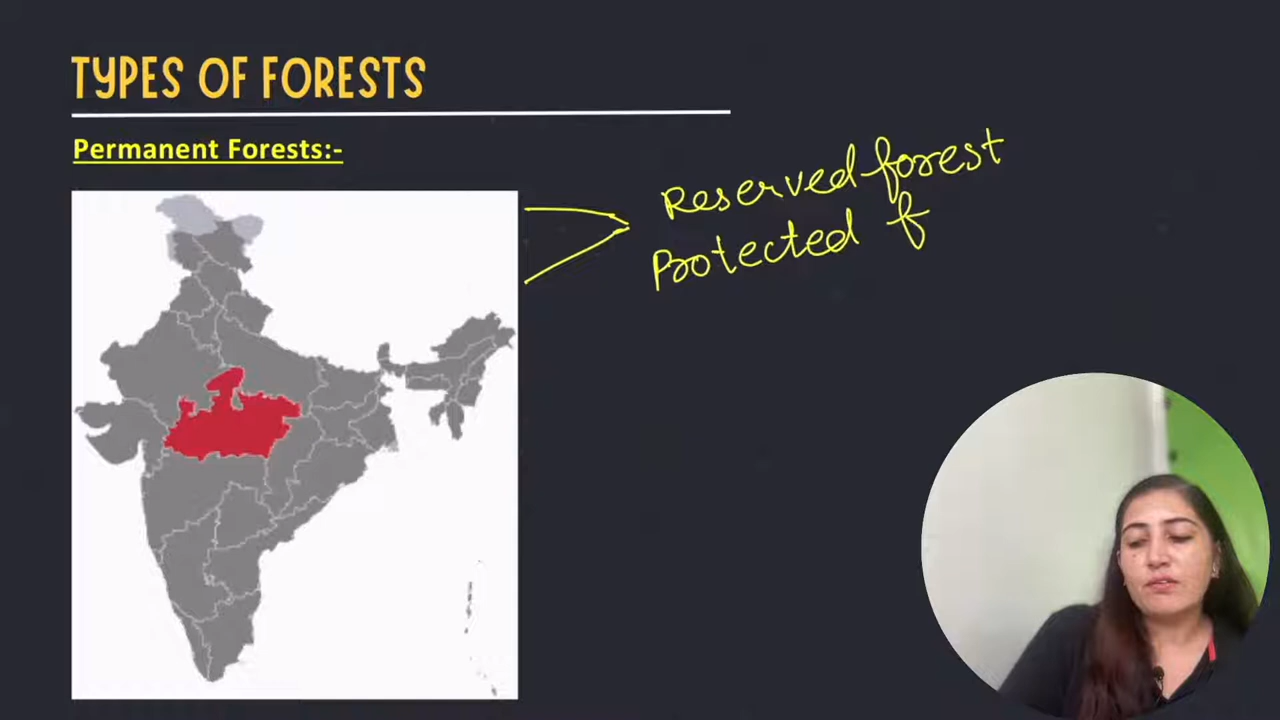 TYPES OF FORESTS
Permanent Forests:-
Reserved forest
Protected f